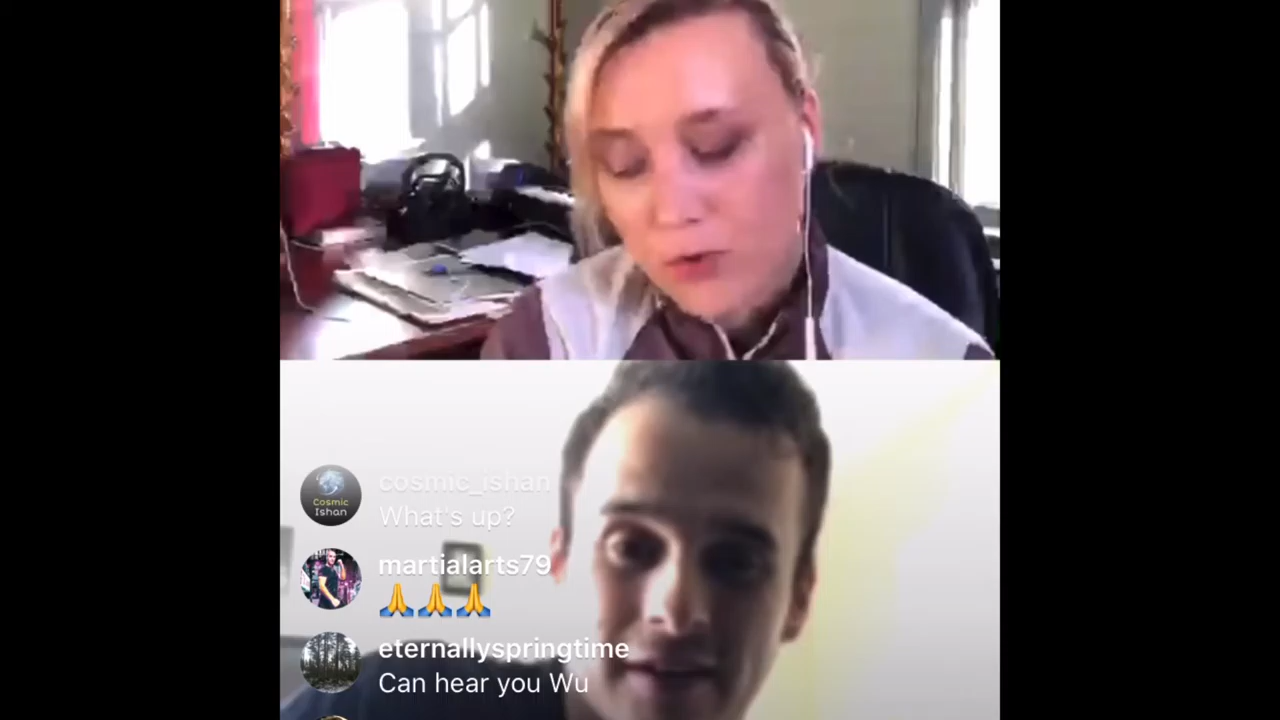 cosmic_ishan
What's up?
Cosmic
Ishan
martialarts79
🙏🙏🙏
eternallyspringtime
Can hear you Wu